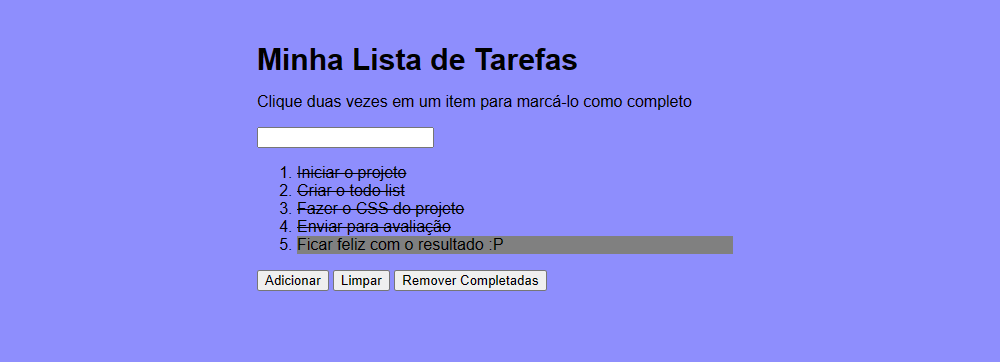 Minha Lista de Tarefas
Clique duas vezes em um item para marcá-lo como completo
1. Iniciar o projeto
2. Criar o todo list
3. Fazer o CSS do projeto
4. Enviar para avaliação
5. Ficar feliz com o resultado :P
Adicionar Limpar Remover Completadas